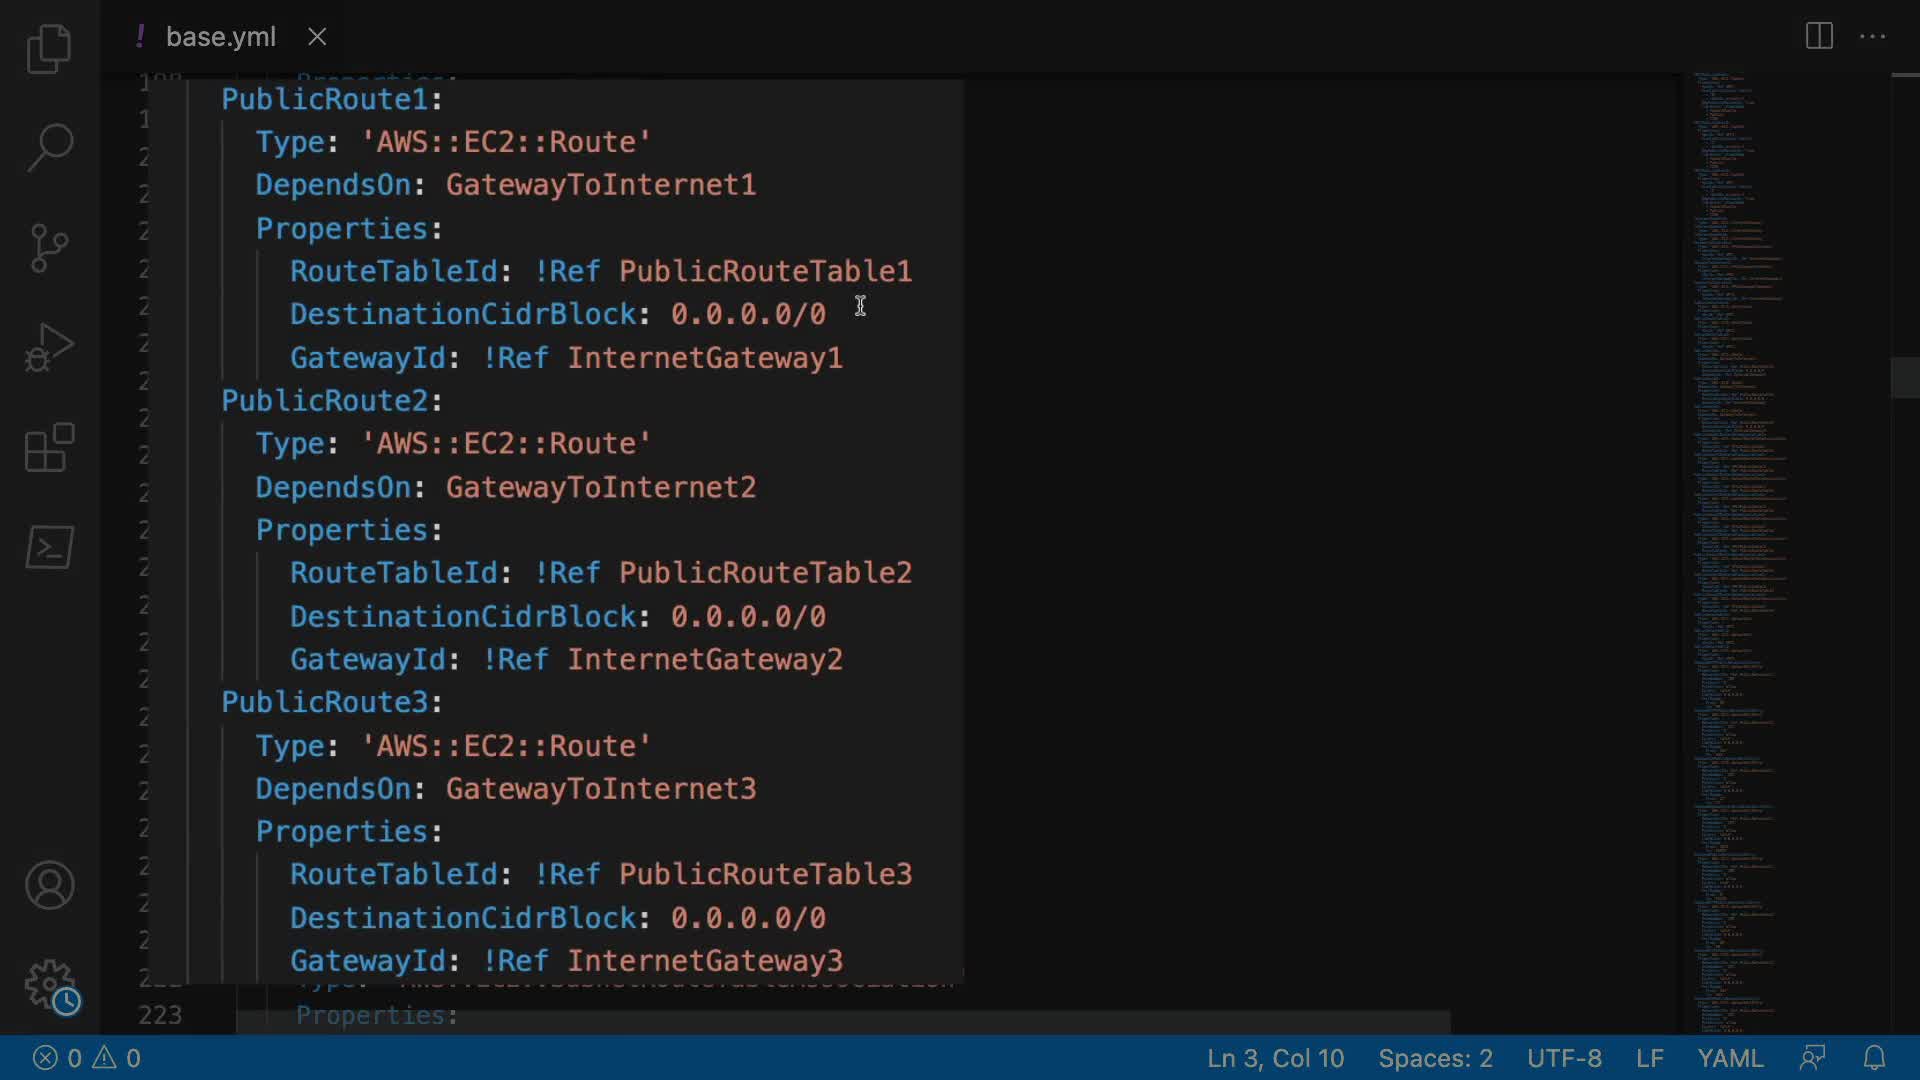 base.yml
PublicRoute1:
Type: 'AWS::EC2::Route'
DependsOn: GatewayToInternet1
Properties:
RouteTableId: !Ref PublicRouteTable1
DestinationCidrBlock: 0.0.0.0/0
GatewayId: !Ref InternetGateway1
PublicRoute2:
Type: 'AWS::EC2::Route'
DependsOn: GatewayToInternet2
Properties:
RouteTableId: !Ref PublicRouteTable2
DestinationCidrBlock: 0.0.0.0/0
GatewayId: !Ref InternetGateway2
PublicRoute3:
Type: 'AWS::EC2::Route'
DependsOn: GatewayToInternet3
Properties:
RouteTableId: !Ref PublicRouteTable3
DestinationCidrBlock: 0.0.0.0/0
GatewayId: !Ref InternetGateway3
223 Properties:
0 0 Ln 3, Col 10 Spaces: 2 UTF-8 LF YAML